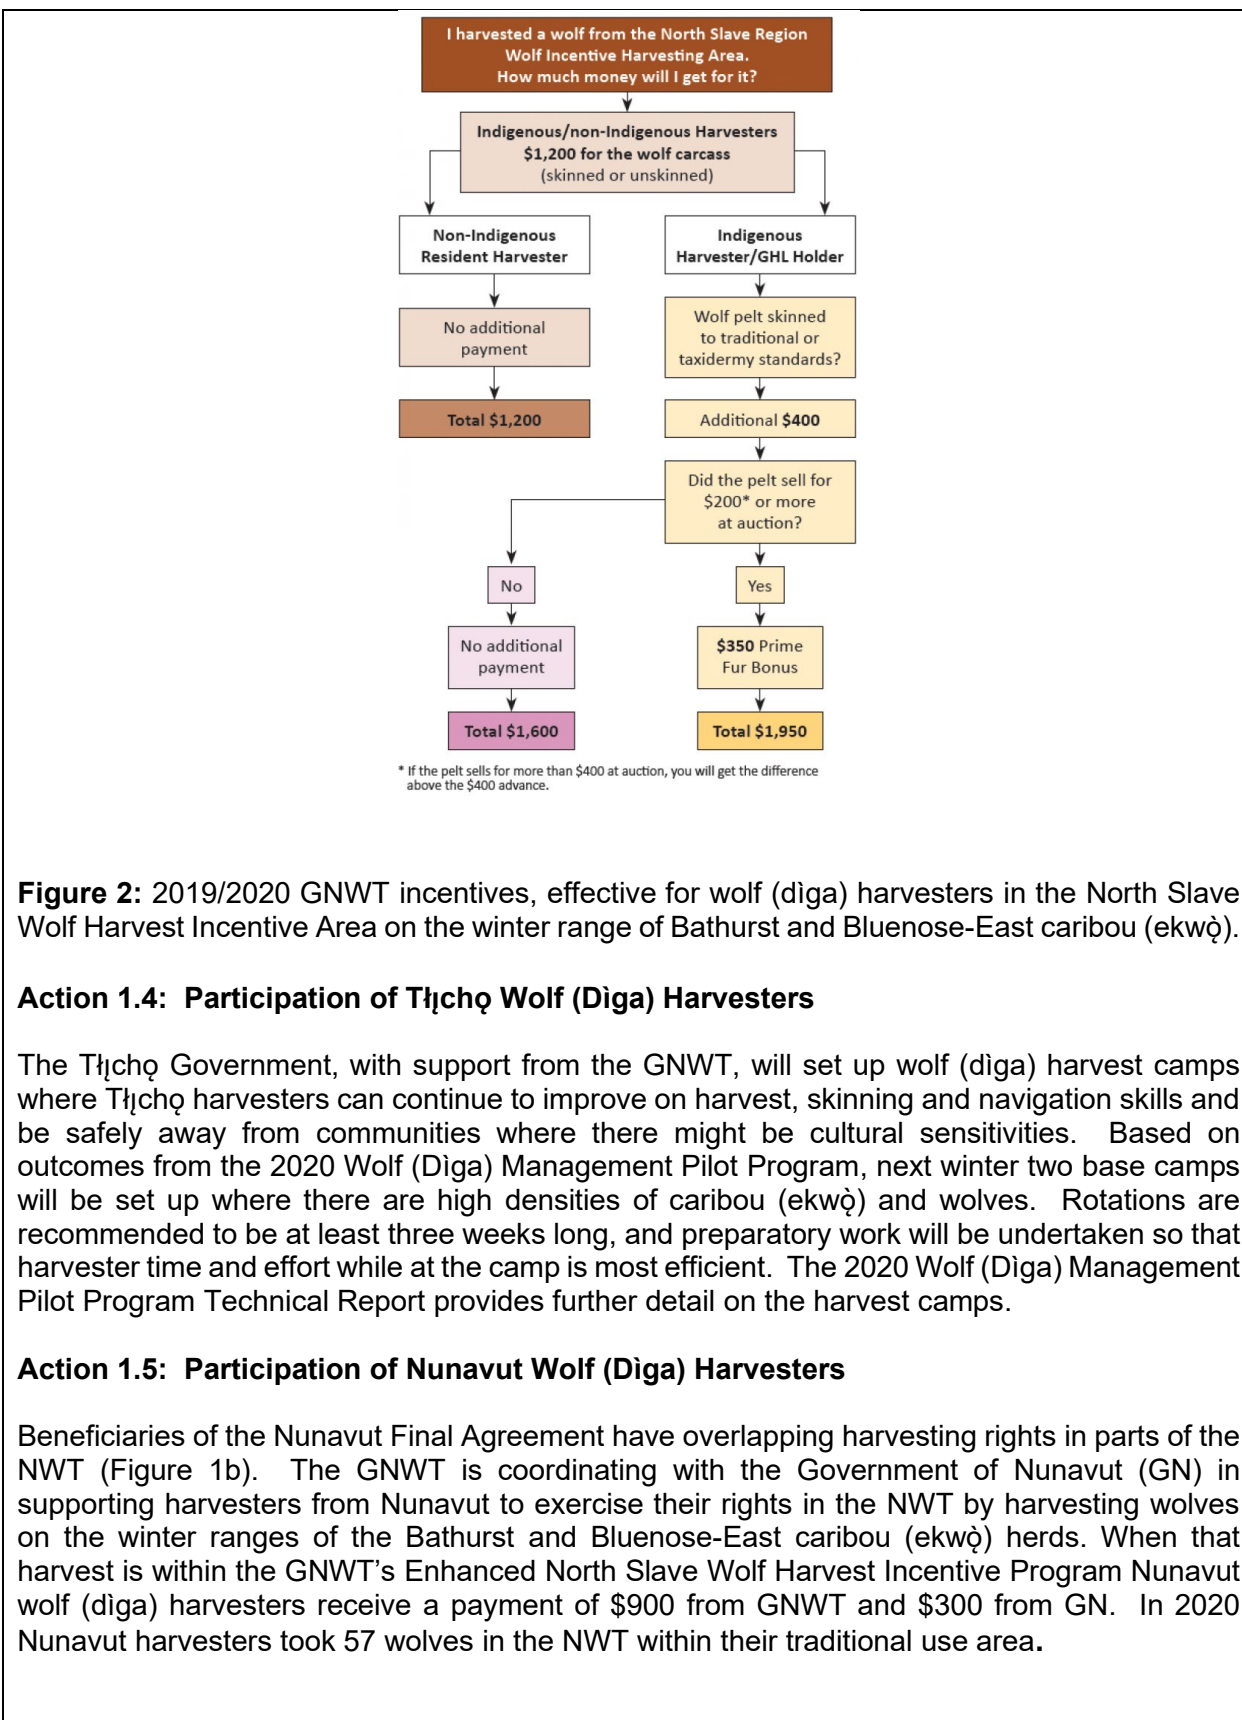 I harvested a wolf from the North Slave Region
Wolf Incentive Harvesting Area.
How much money will I get for it?
Indigenous/non-Indigenous Harvesters
$1,200 for the wolf carcass
(skinned or unskinned)
Non-Indigenous
Resident Harvester
No additional
payment
Total $1,200
Indigenous
Harvester/GHL Holder
Wolf pelt skinned
to traditional or
taxidermy standards?
Additional $400
Did the pelt sell for
$200* or more
at auction?
No
No additional
payment
Total $1,600
Yes
$350 Prime
Fur Bonus
Total $1,950
* If the pelt sells for more than $400 at auction, you will get the difference
above the $400 advance.
Figure 2: 2019/2020 GNWT incentives, effective for wolf (dìga) harvesters in the North Slave
Wolf Harvest Incentive Area on the winter range of Bathurst and Bluenose-East caribou (ekwǫ̀).
Action 1.4: Participation of Tłı̨chǫ Wolf (Dìga) Harvesters
The Tłı̨chǫ Government, with support from the GNWT, will set up wolf (dìga) harvest camps
where Tłı̨chǫ harvesters can continue to improve on harvest, skinning and navigation skills and
be safely away from communities where there might be cultural sensitivities. Based on
outcomes from the 2020 Wolf (Dìga) Management Pilot Program, next winter two base camps
will be set up where there are high densities of caribou (ekwǫ̀) and wolves. Rotations are
recommended to be at least three weeks long, and preparatory work will be undertaken so that
harvester time and effort while at the camp is most efficient. The 2020 Wolf (Dìga) Management
Pilot Program Technical Report provides further detail on the harvest camps.
Action 1.5: Participation of Nunavut Wolf (Dìga) Harvesters
Beneficiaries of the Nunavut Final Agreement have overlapping harvesting rights in parts of the
NWT (Figure 1b). The GNWT is coordinating with the Government of Nunavut (GN) in
supporting harvesters from Nunavut to exercise their rights in the NWT by harvesting wolves
on the winter ranges of the Bathurst and Bluenose-East caribou (ekwǫ̀) herds. When that
harvest is within the GNWT's Enhanced North Slave Wolf Harvest Incentive Program Nunavut
wolf (dìga) harvesters receive a payment of $900 from GNWT and $300 from GN. In 2020
Nunavut harvesters took 57 wolves in the NWT within their traditional use area.